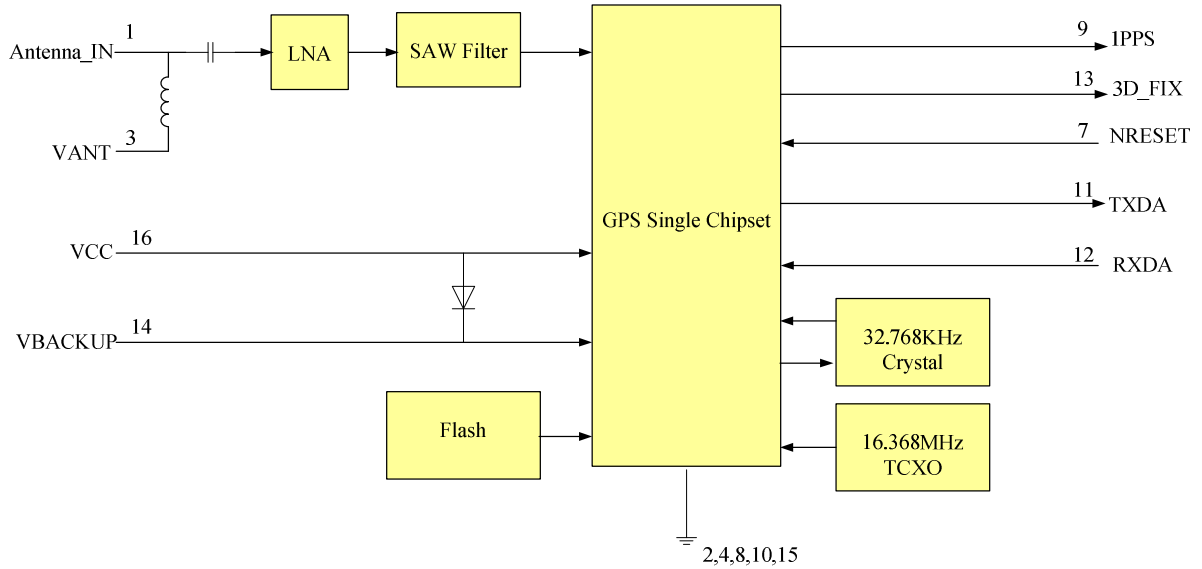 1
Antenna_IN
LNA
SAW Filter
3
VANT
16
VCC
14
VBACKUP
Flash
GPS Single Chipset
9
1PPS
13
3D_FIX
7
NRESET
11
TXDA
12
RXDA
32.768KHz
Crystal
16.368MHz
TCXO
2,4,8,10,15